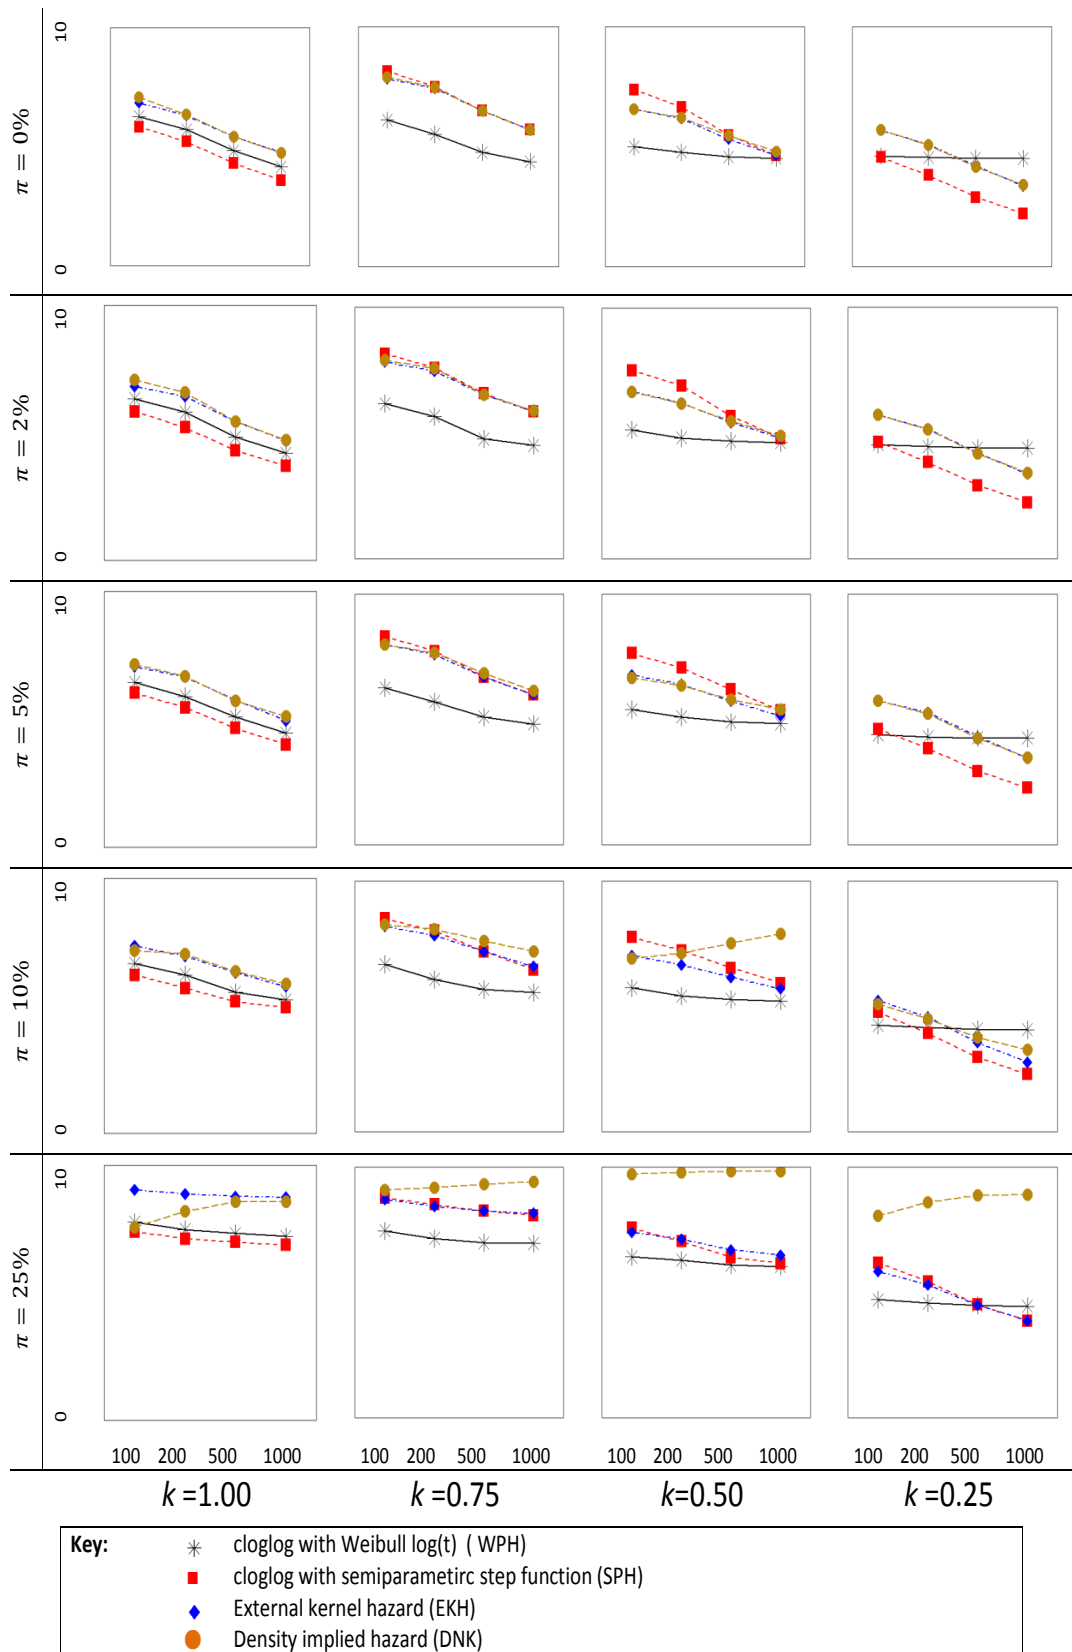 10
π = 0%
0
10
π = 2%
0
10
π = 5%
0
10
π = 10%
0
10
π = 25%
0
100 200 500 1000 100 200 500 1000 100 200 500 1000 100 200 500 1000
k =1.00 k =0.75 k=0.50 k =0.25
Key: cloglog with Weibull log(t) ( WPH)
cloglog with semiparametirc step function (SPH)
External kernel hazard (EKH)
Density implied hazard (DNK)